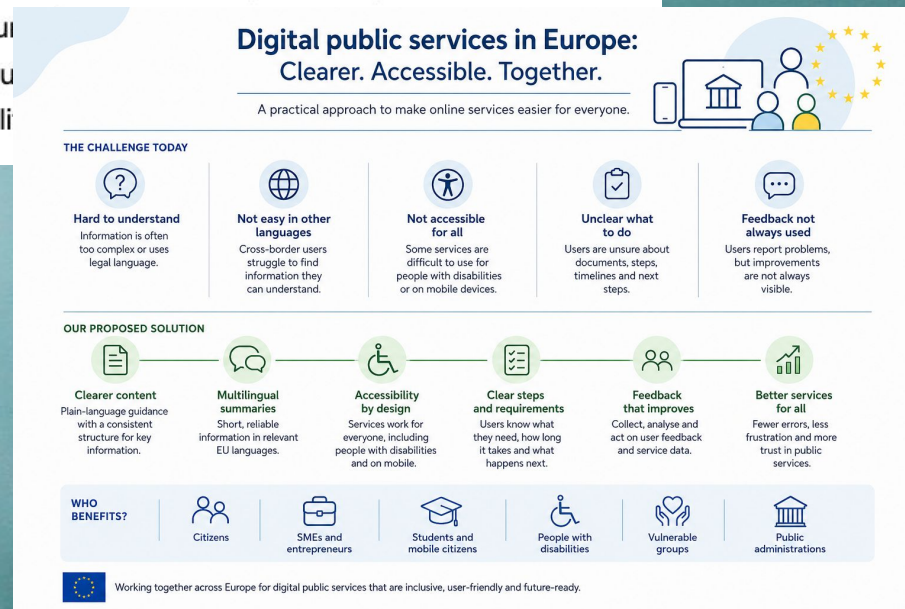 Digital public services in Europe:
Clearer. Accessible. Together.
A practical approach to make online services easier for everyone.
THE CHALLENGE TODAY
Hard to understand
Information is often
too complex or uses
legal language.
Not easy in other
languages
Cross-border users
struggle to find
information they
can understand.
Not accessible
for all
Some services are
difficult to use for
people with disabilities
or on mobile devices.
Unclear what
to do
Users are unsure about
documents, steps,
timelines and next
steps.
Feedback not
always used
Users report problems,
but improvements
are not always
visible.
OUR PROPOSED SOLUTION
Clearer content
Plain-language guidance
with a consistent
structure for key
information.
Multilingual
summaries
Short, reliable
information in relevant
EU languages.
Accessibility
by design
Services work for
everyone, including
people with disabilities
and on mobile.
Clear steps
and requirements
Users know what
they need, how long
it takes and what
happens next.
Feedback
that improves
Collect, analyse and
act on user feedback
and service data.
Better services
for all
Fewer errors, less
frustration and more
trust in public
services.
WHO
BENEFITS?
Citizens
SMEs and
entrepreneurs
Students and
mobile citizens
People with
disabilities
Vulnerable
groups
Public
administrations
Working together across Europe for digital public services that are inclusive, user-friendly and future-ready.